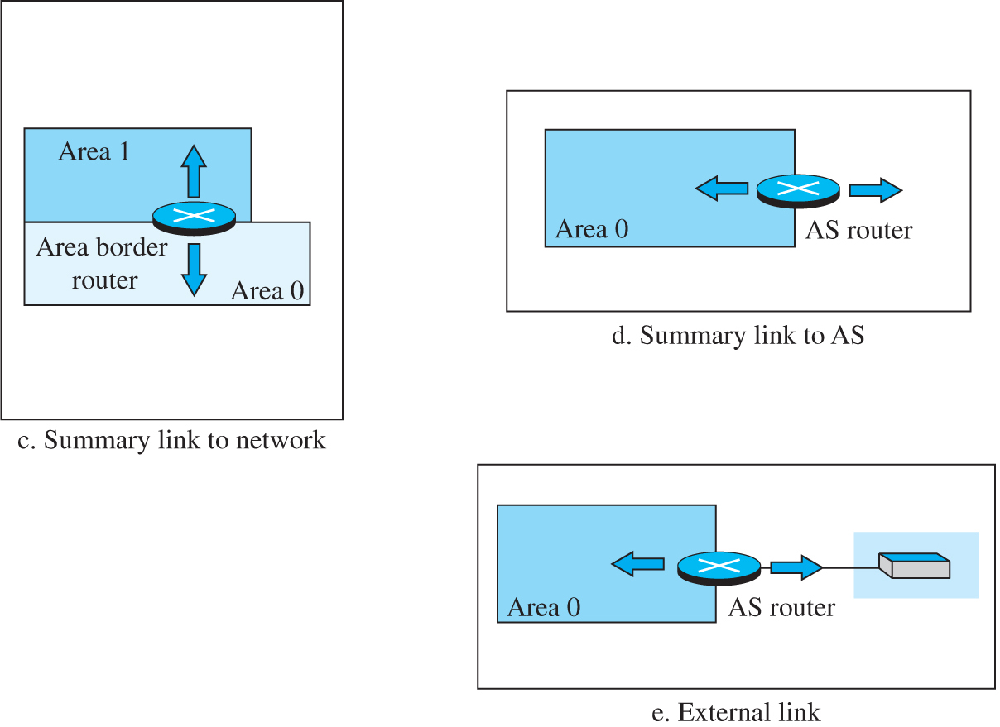 Area 1
Area border
router
Area 0
c. Summary link to network
Area 0
AS router
d. Summary link to AS
Area 0
AS router
e. External link